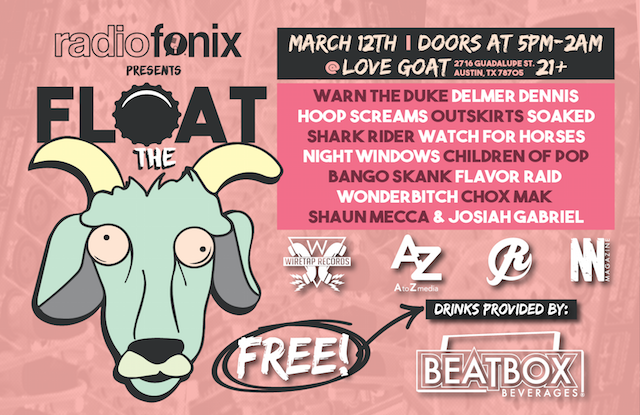 radiofonix
PRESENTS
FLOAT
THE
MARCH 12TH | DOORS AT 5PM-2AM
@ LOVE GOAT 2716 GUADALUPE ST. AUSTIN, TX 78705 21+
WARN THE DUKE DELMER DENNIS
HOOP SCREAMS OUTSKIRTS SOAKED
SHARK RIDER WATCH FOR HORSES
NIGHT WINDOWS CHILDREN OF POP
BANGO SKANK FLAVOR RAID
WONDERBITCH CHOX MAK
SHAUN MECCA & JOSIAH GABRIEL
W
WIRETAP RECORDS
AZ
AtoZ media
R
N MAGAZINE
DRINKS PROVIDED BY:
FREE!
BEATBOX
BEVERAGES